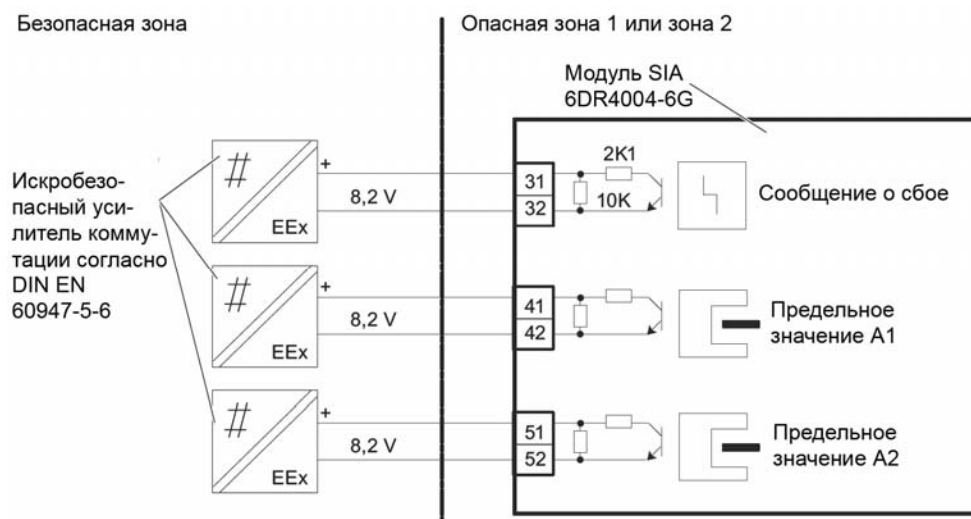 Безопасная зона
Опасная зона 1 или зона 2
Модуль SIA
6DR4004-6G
Искробезо-
пасный уси-
литель комму-
тации согласно
DIN EN
60947-5-6
+
8,2 V
EEx
31
32
2K1
10K
Сообщение о сбое
+
8,2 V
EEx
41
42
Предельное
значение A1
+
8,2 V
EEx
51
52
Предельное
значение A2